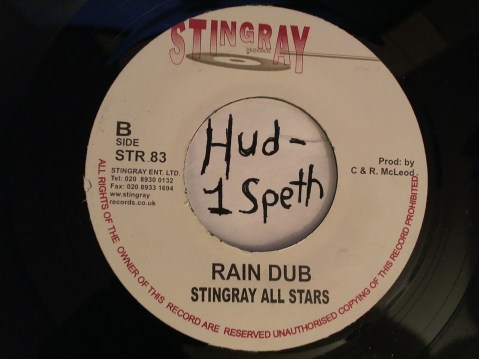 STINGRAY
records
B
SIDE
STR 83
STINGRAY ENT. LTD.
Tel: 020 8930 0132
Fax: 020 8933 1694
ww.stingray
records.co.uk
Prod: by
C & R. McLeod
Hud-
1 Speth
RAIN DUB
STINGRAY ALL STARS
ALL RIGHTS OF THE OWNER OF THIS RECORD ARE RESERVED UNAUTHORISED COPYING OF THIS RECORD PROHIBITED